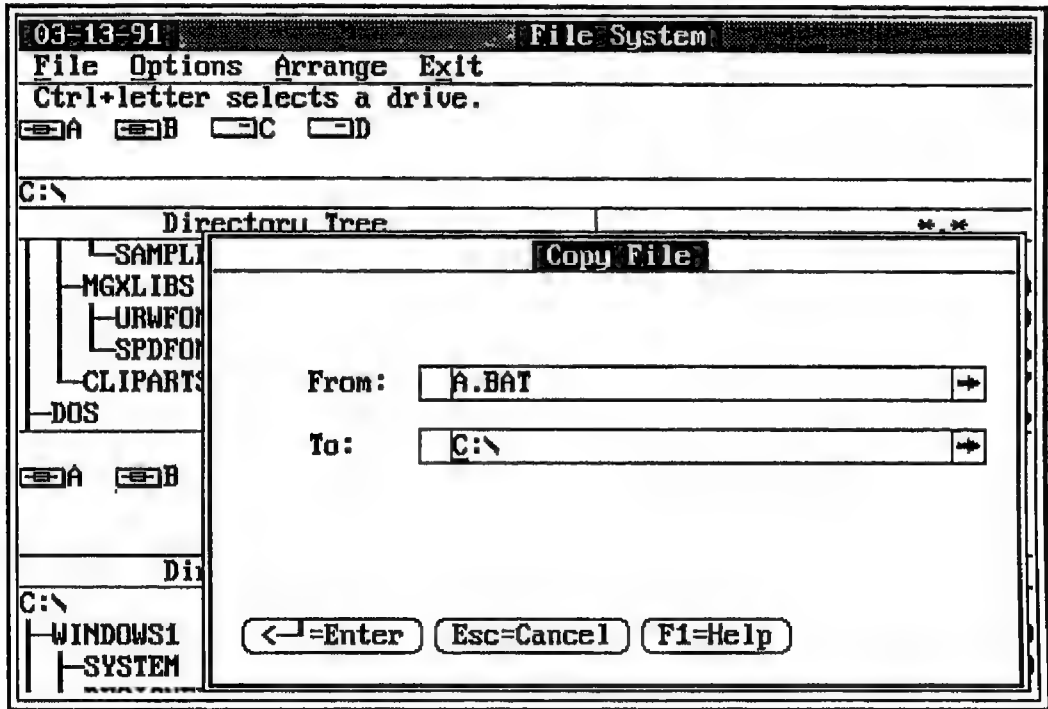 03-13-91 File System
File Options Arrange Exit
Ctrl+letter selects a drive.
A B C D
C:\
Directory Tree *.*
MGXLIBS
CLIPARTS
DOS
A B
C:\
WINDOWS1
SYSTEM
Copy File
From: A.BAT
To: C:\
=Enter Esc=Cancel F1=Help